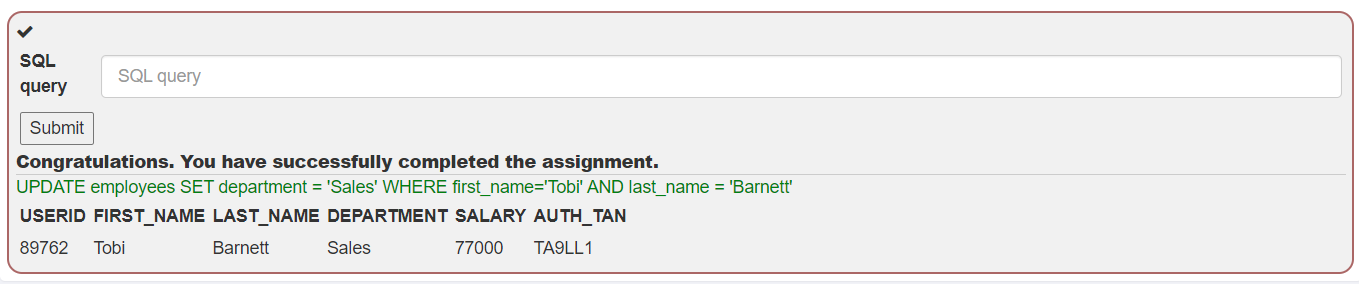 SQL query
SQL query
Submit
Congratulations. You have successfully completed the assignment.
UPDATE employees SET department = 'Sales' WHERE first_name='Tobi' AND last_name = 'Barnett'
USERID FIRST_NAME LAST_NAME DEPARTMENT SALARY AUTH_TAN
89762 Tobi Barnett Sales 77000 TA9LL1